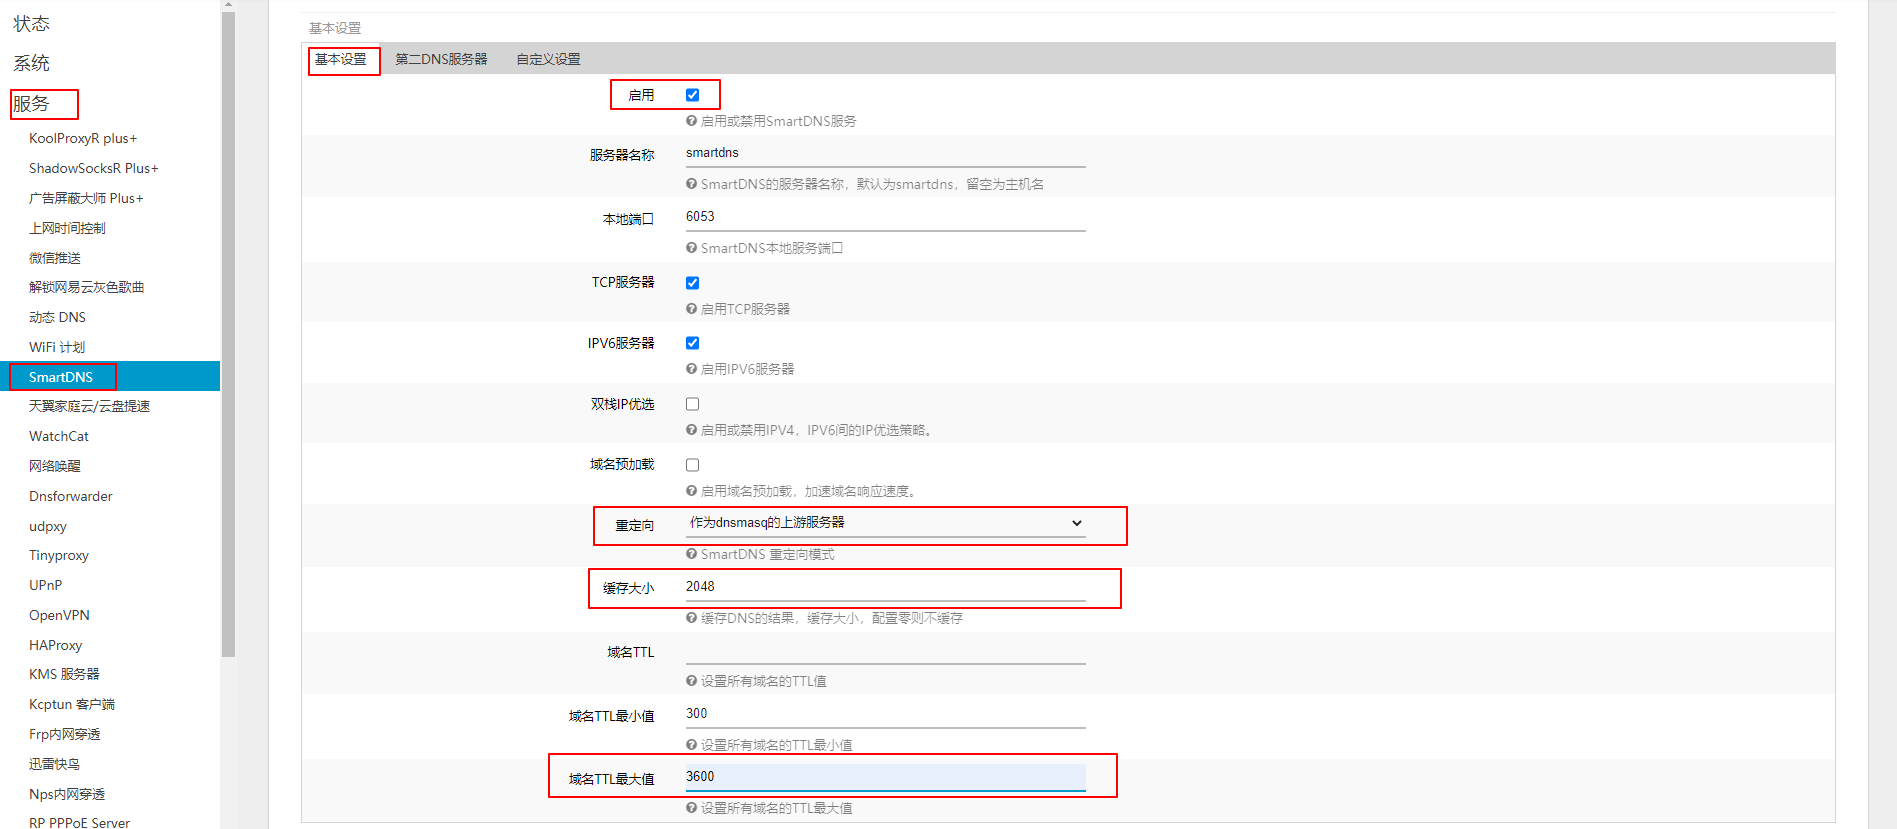 状态
系统
服务
KoolProxyR plus+
ShadowSocksR Plus+
广告屏蔽大师 Plus+
上网时间控制
微信推送
解锁网易云灰色歌曲
动态 DNS
WiFi 计划
SmartDNS
天翼家庭云/云盘提速
WatchCat
网络唤醒
Dnsforwarder
udpxy
Tinyproxy
UPnP
OpenVPN
HAProxy
KMS 服务器
Kcptun 客户端
Frp内网穿透
迅雷快鸟
Nps内网穿透
RP PPPoE Server
基本设置
基本设置 第二DNS服务器 自定义设置
启用
启用或禁用SmartDNS服务
服务器名称 smartdns
SmartDNS的服务器名称，默认为smartdns，留空为主机名
本地端口 6053
SmartDNS本地服务端口
TCP服务器
启用TCP服务器
IPV6服务器
启用IPV6服务器
双栈IP优选
启用或禁用IPV4，IPV6间的IP优选策略。
域名预加载
启用域名预加载，加速域名响应速度。
重定向 作为dnsmasq的上游服务器
SmartDNS 重定向模式
缓存大小 2048
缓存DNS的结果，缓存大小，配置零则不缓存
域名TTL
设置所有域名的TTL值
域名TTL最小值 300
设置所有域名的TTL最小值
域名TTL最大值 3600
设置所有域名的TTL最大值